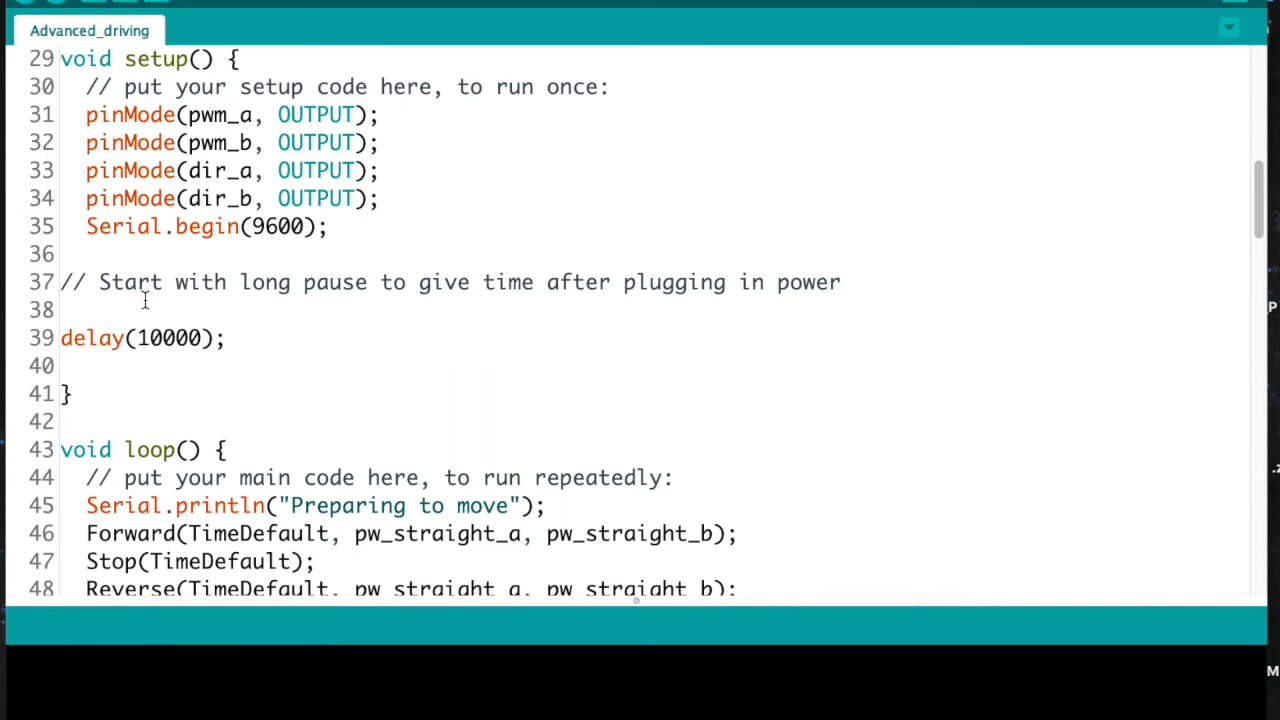 Advanced_driving
29 void setup() {
30 // put your setup code here, to run once:
31 pinMode(pwm_a, OUTPUT);
32 pinMode(pwm_b, OUTPUT);
33 pinMode(dir_a, OUTPUT);
34 pinMode(dir_b, OUTPUT);
35 Serial.begin(9600);
36
37 // Start with long pause to give time after plugging in power
38
39 delay(10000);
40
41 }
42
43 void loop() {
44 // put your main code here, to run repeatedly:
45 Serial.println("Preparing to move");
46 Forward(TimeDefault, pw_straight_a, pw_straight_b);
47 Stop(TimeDefault);
48 Reverse(TimeDefault, pw_straight_a, pw_straight_b);